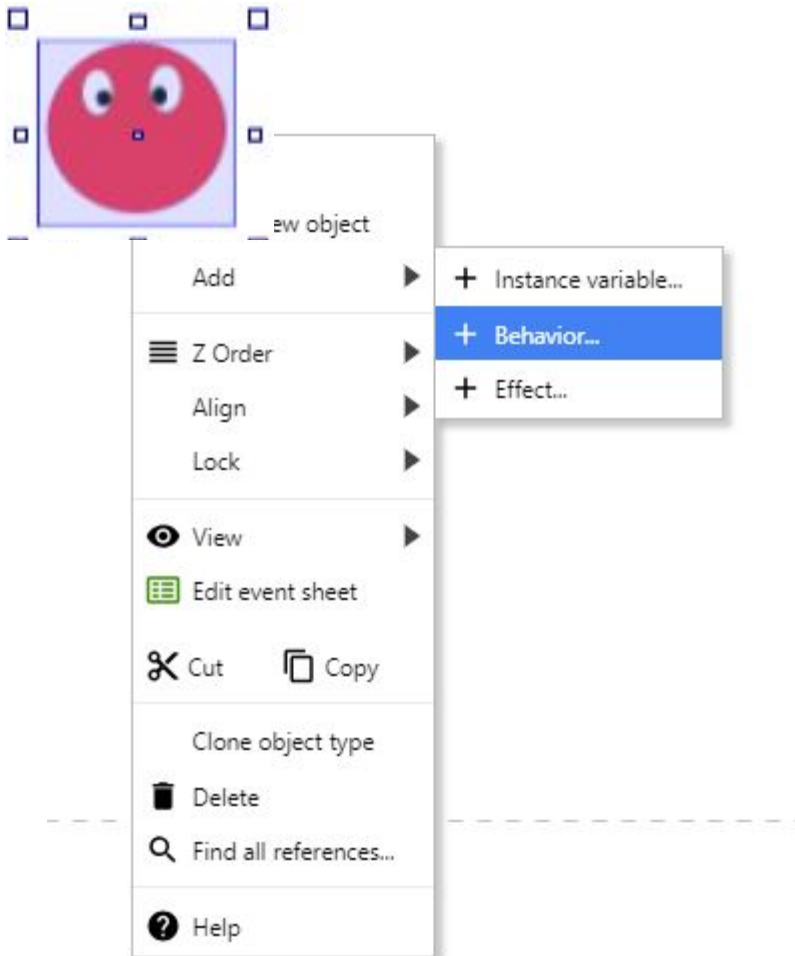 ew object
Add
+ Instance variable...
+ Behavior...
+ Effect...
Z Order
Align
Lock
View
Edit event sheet
Cut Copy
Clone object type
Delete
Find all references...
Help